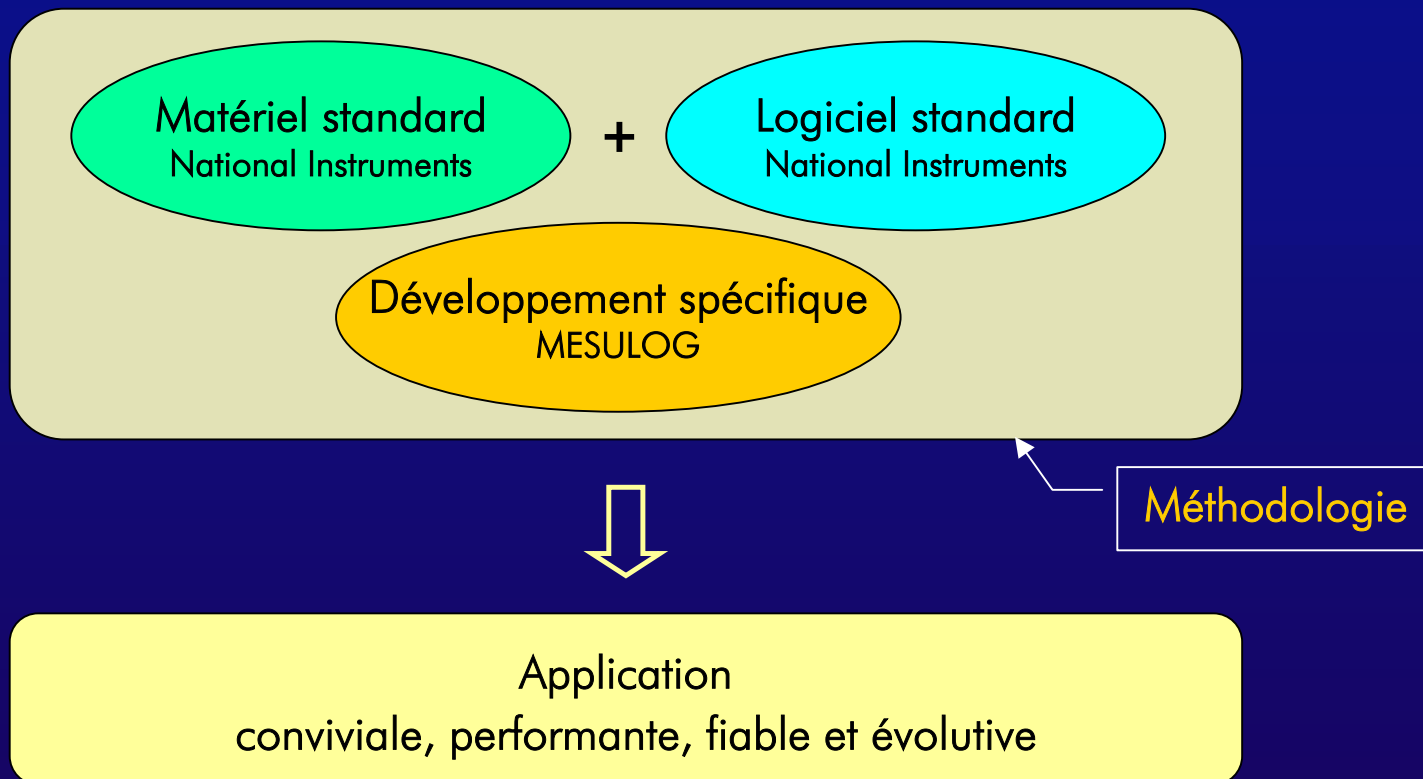 Matériel standard
National Instruments
+
Logiciel standard
National Instruments
Développement spécifique
MESULOG
Méthodologie
Application
conviviale, performante, fiable et évolutive